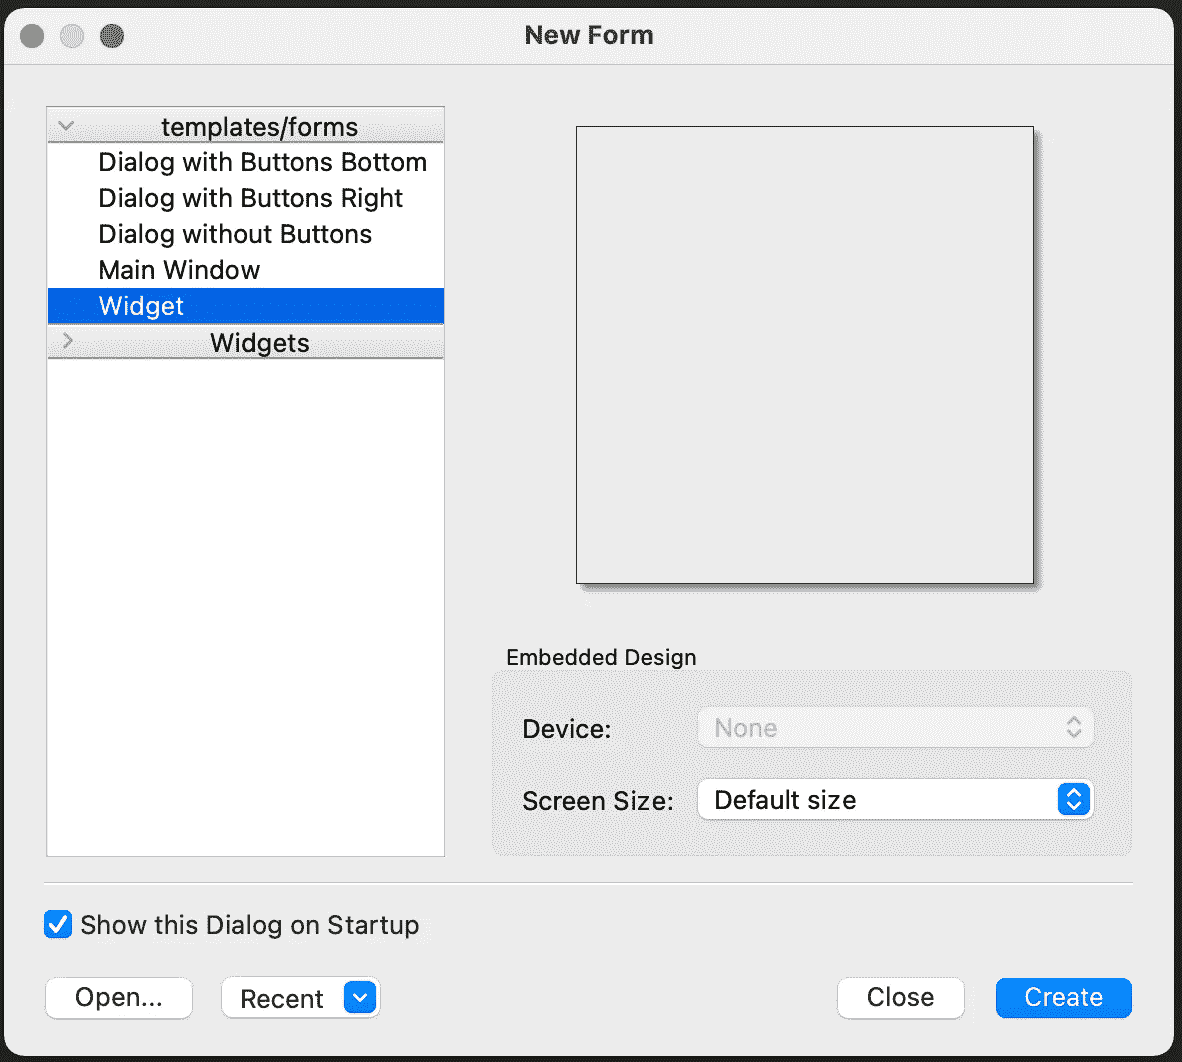 New Form
templates/forms
Dialog with Buttons Bottom
Dialog with Buttons Right
Dialog without Buttons
Main Window
Widget
Widgets
Embedded Design
Device: None
Screen Size: Default size
Show this Dialog on Startup
Open... Recent Close Create